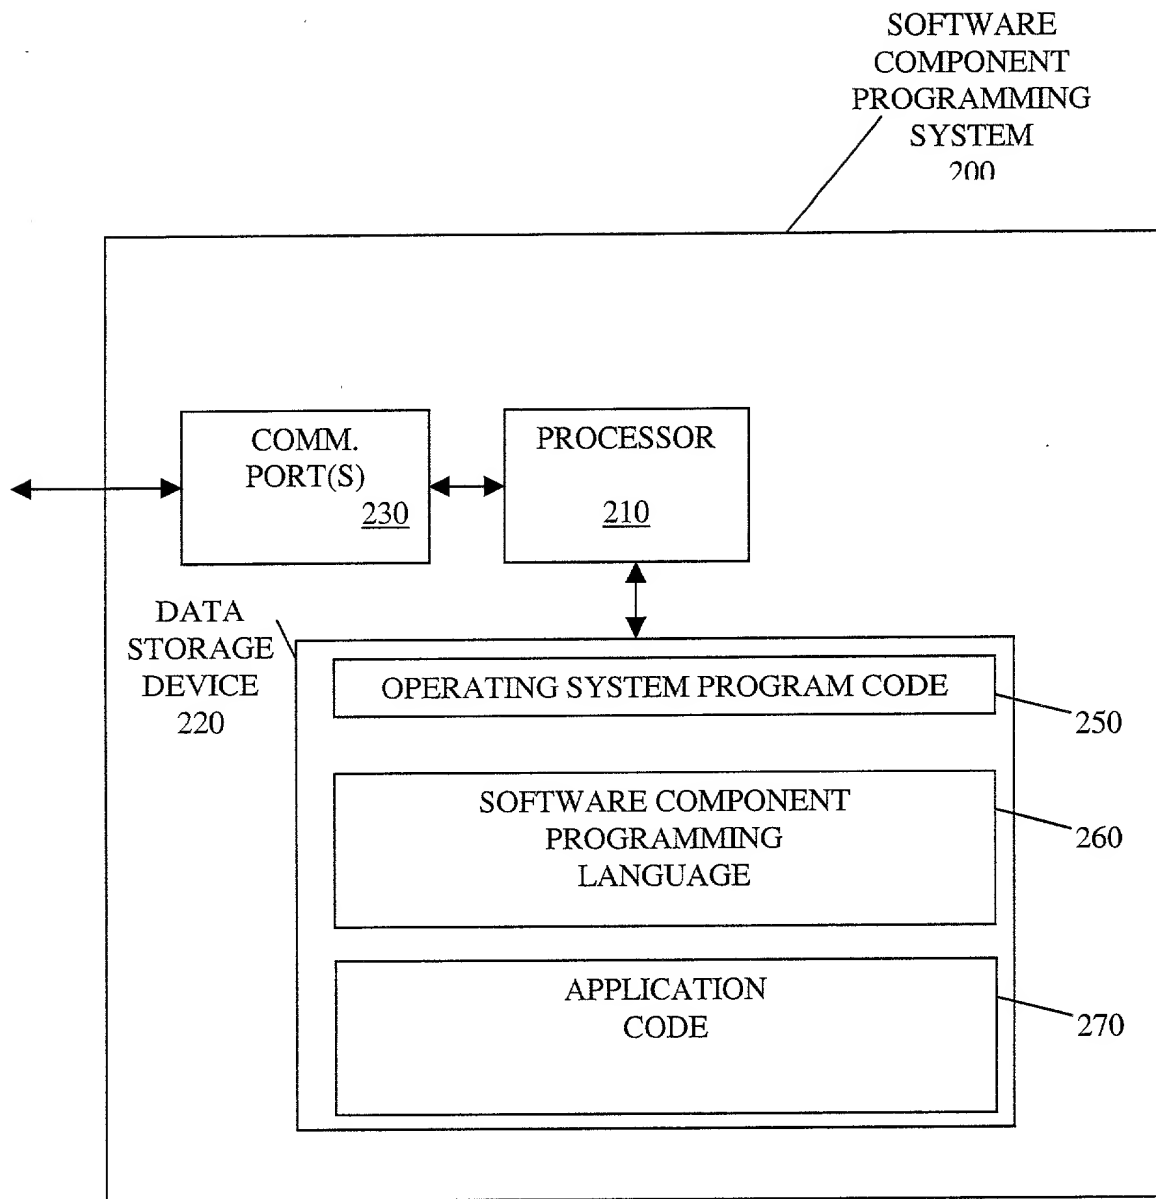 SOFTWARE
COMPONENT
PROGRAMMING
SYSTEM
200
COMM.
PORT(S)
230
PROCESSOR
210
DATA
STORAGE
DEVICE
220
OPERATING SYSTEM PROGRAM CODE
250
SOFTWARE COMPONENT
PROGRAMMING
LANGUAGE
260
APPLICATION
CODE
270